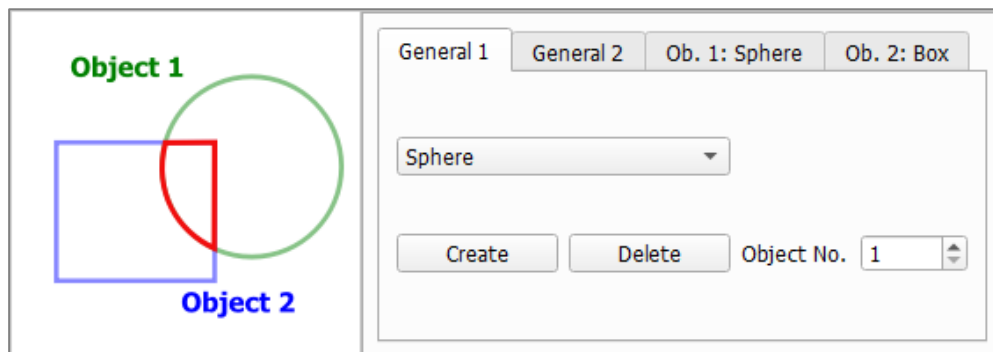 Object 1
Object 2
General 1 General 2 Ob. 1: Sphere Ob. 2: Box
Sphere
Create Delete Object No. 1